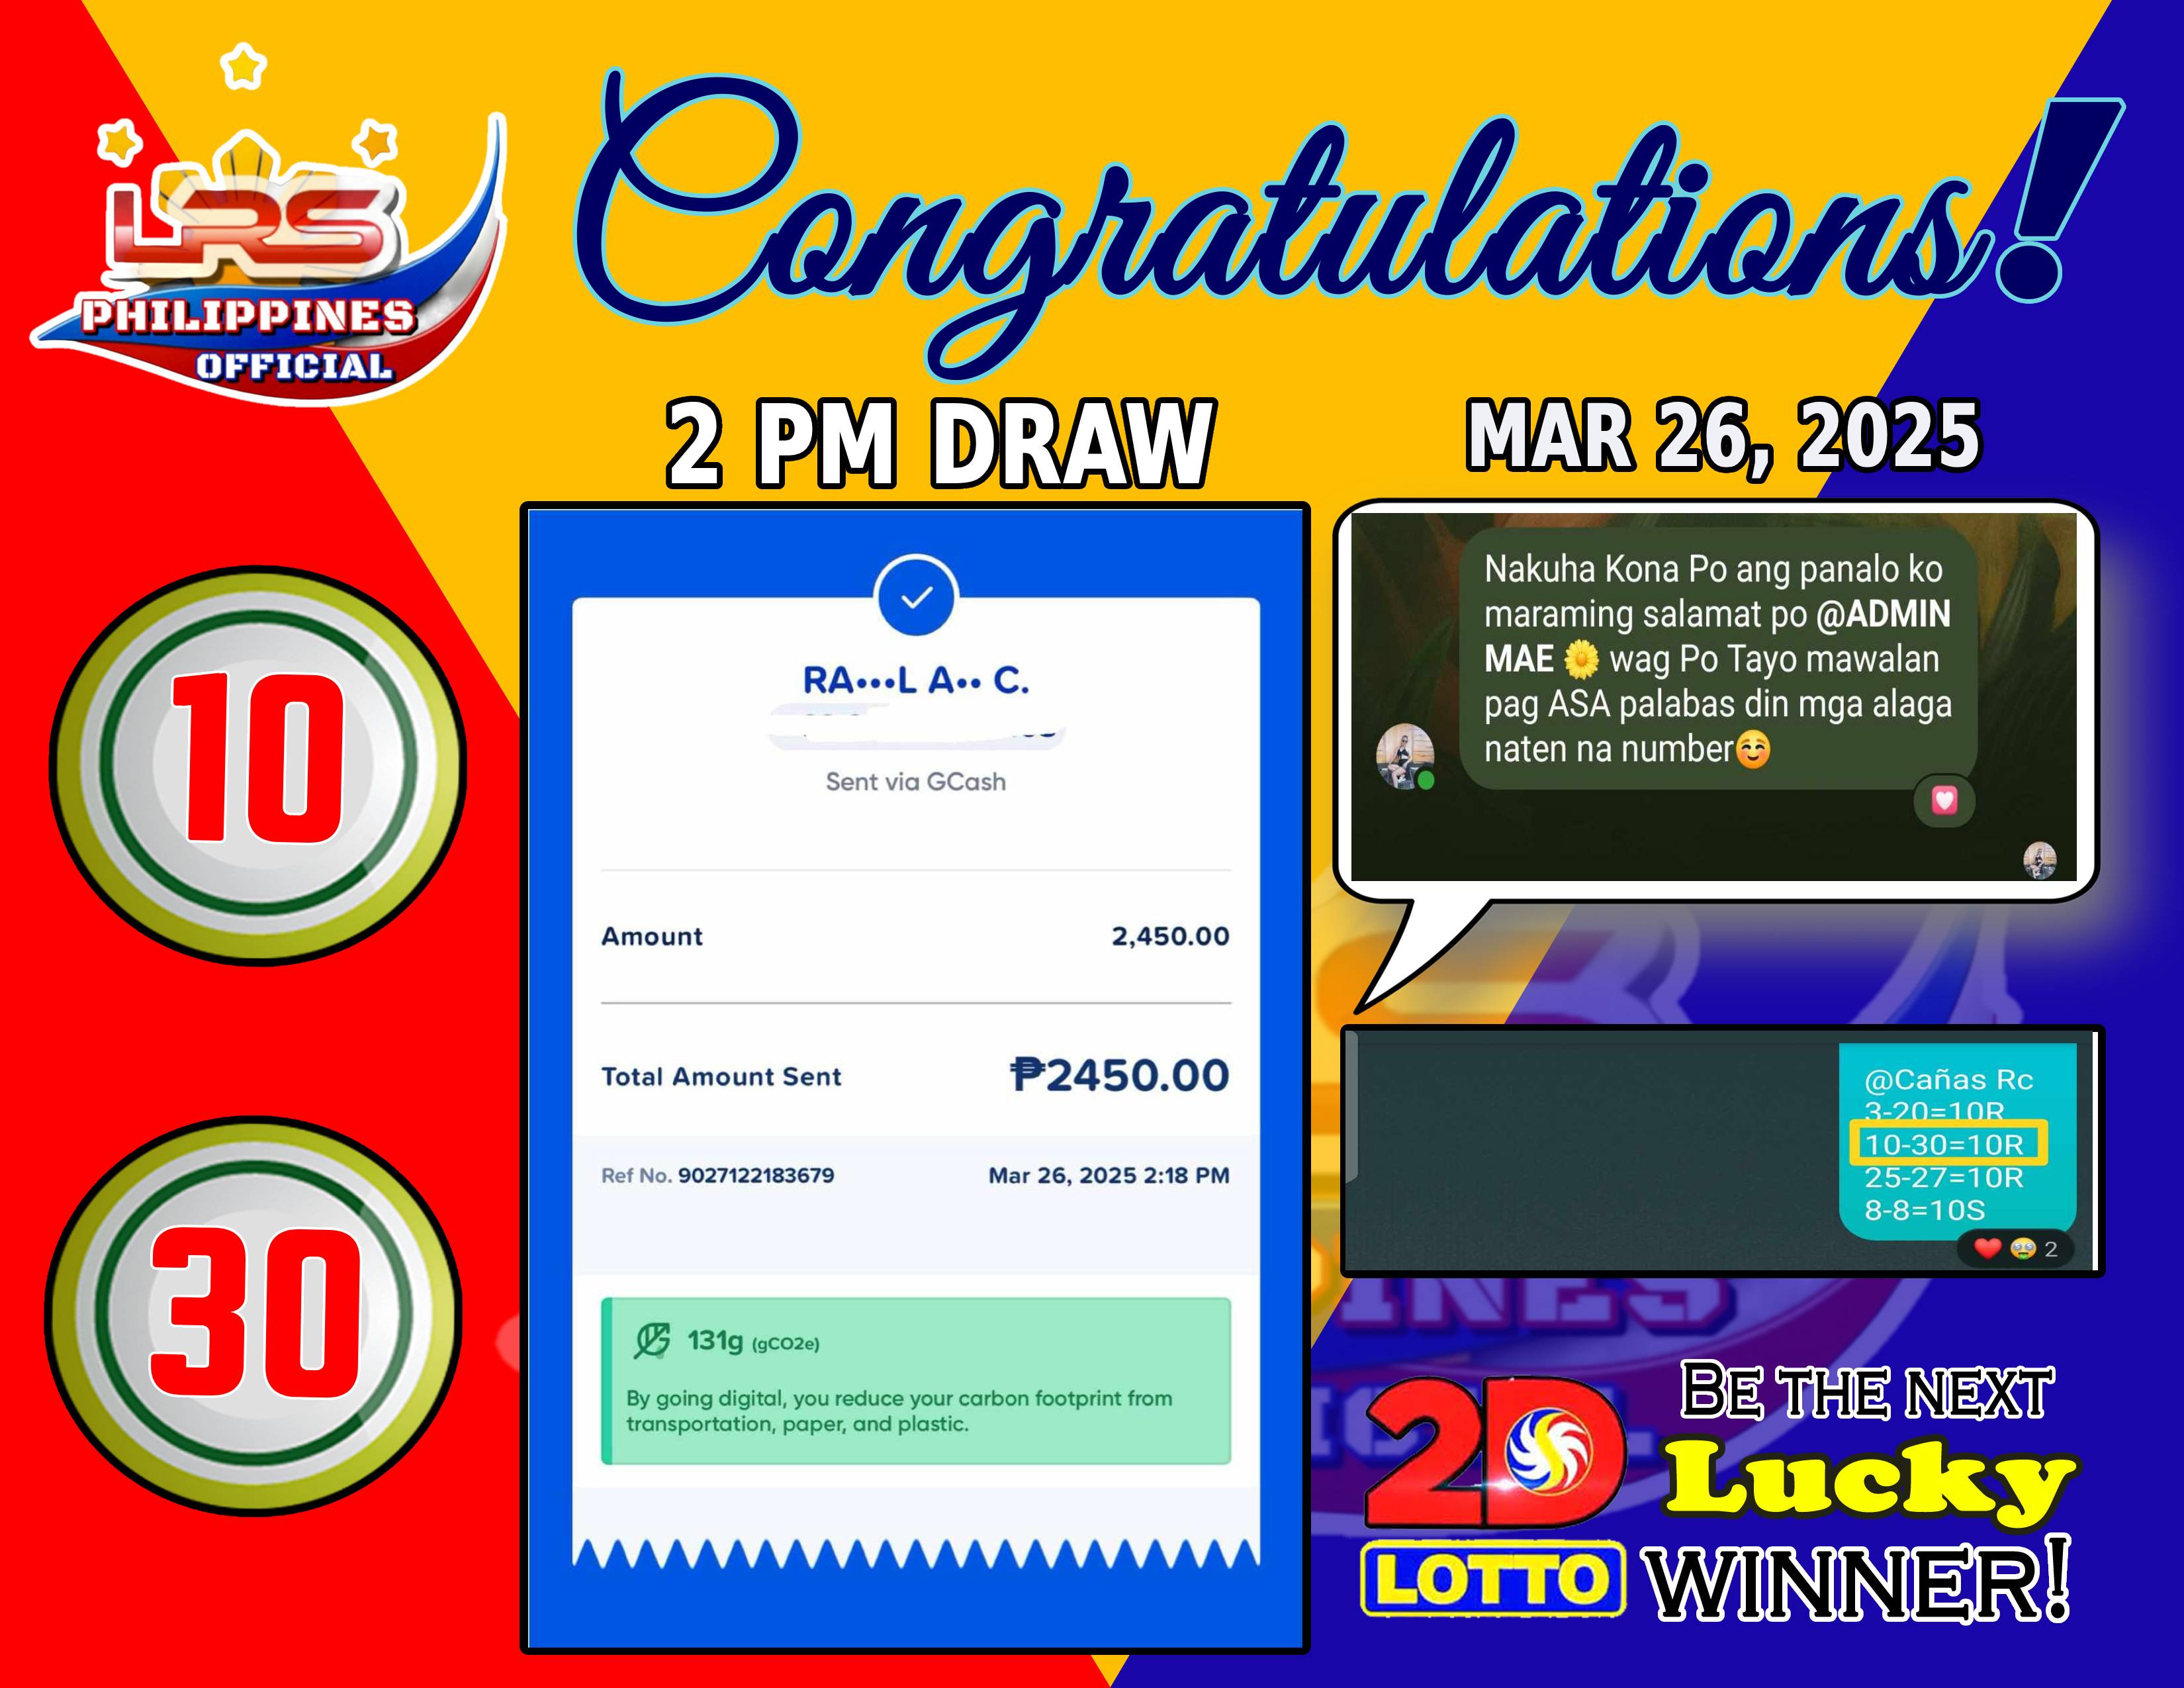 LRS
PHILIPPINES
OFFICIAL
Congratulations!
2 PM DRAW
MAR 26, 2025
10
30
RA•••L A•• C.
Sent via GCash
Amount 2,450.00
Total Amount Sent ₱2450.00
Ref No. 9027122183679 Mar 26, 2025 2:18 PM
131g (gCO2e)
By going digital, you reduce your carbon footprint from
transportation, paper, and plastic.
Nakuha Kona Po ang panalo ko
maraming salamat po @ADMIN
MAE 🌼 wag Po Tayo mawalan
pag ASA palabas din mga alaga
naten na number☺️
@Cañas Rc
3-20=10R
10-30=10R
25-27=10R
8-8=10S
2
2D
LOTTO
BE THE NEXT
Lucky
WINNER!